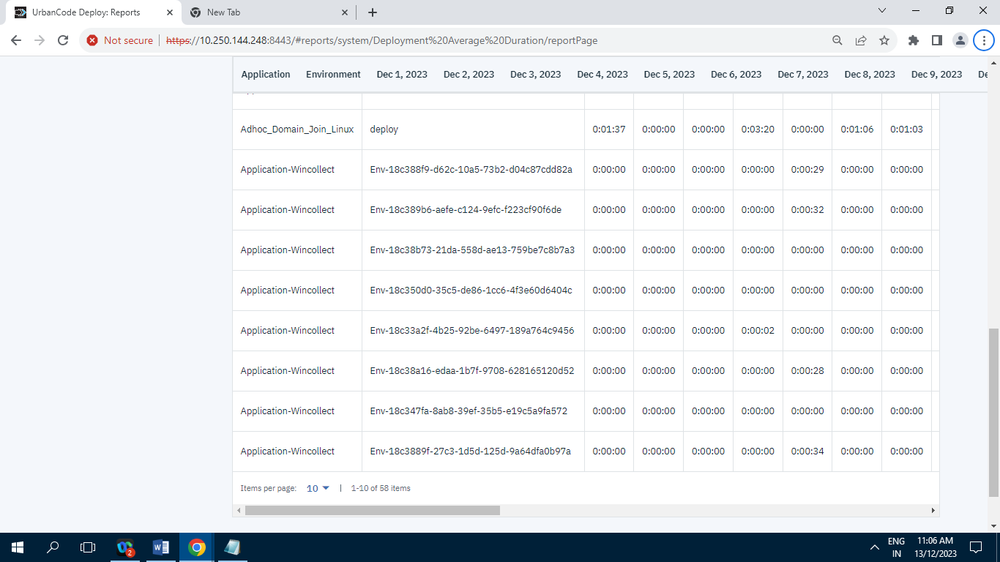 UrbanCode Deploy: Reports
New Tab
Not secure https://10.250.144.248:8443/#reports/system/Deployment%20Average%20Duration/reportPage
Application Environment Dec 1, 2023 Dec 2, 2023 Dec 3, 2023 Dec 4, 2023 Dec 5, 2023 Dec 6, 2023 Dec 7, 2023 Dec 8, 2023 Dec 9, 2023 De
Adhoc_Domain_Join_Linux deploy 0:01:37 0:00:00 0:00:00 0:03:20 0:00:00 0:01:06 0:01:03
Application-Wincollect Env-18c388f9-d62c-10a5-73b2-d04c87cdd82a 0:00:00 0:00:00 0:00:00 0:00:00 0:00:29 0:00:00 0:00:00
Application-Wincollect Env-18c389b6-aefe-c124-9efc-f223cf90f6de 0:00:00 0:00:00 0:00:00 0:00:00 0:00:32 0:00:00 0:00:00
Application-Wincollect Env-18c38b73-21da-558d-ae13-759be7c8b7a3 0:00:00 0:00:00 0:00:00 0:00:00 0:00:00 0:00:00 0:00:00
Application-Wincollect Env-18c350d0-35c5-de86-1cc6-4f3e60d6404c 0:00:00 0:00:00 0:00:00 0:00:00 0:00:00 0:00:00 0:00:00
Application-Wincollect Env-18c33a2f-4b25-92be-6497-189a764c9456 0:00:00 0:00:00 0:00:00 0:00:02 0:00:00 0:00:00 0:00:00
Application-Wincollect Env-18c38a16-edaa-1b7f-9708-628165120d52 0:00:00 0:00:00 0:00:00 0:00:00 0:00:28 0:00:00 0:00:00
Application-Wincollect Env-18c347fa-8ab8-39ef-35b5-e19c5a9fa572 0:00:00 0:00:00 0:00:00 0:00:00 0:00:00 0:00:00 0:00:00
Application-Wincollect Env-18c3889f-27c3-1d5d-125d-9a64dfa0b97a 0:00:00 0:00:00 0:00:00 0:00:00 0:00:34 0:00:00 0:00:00
Items per page: 10 | 1-10 of 58 items
2
ENG 11:06 AM
IN 13/12/2023